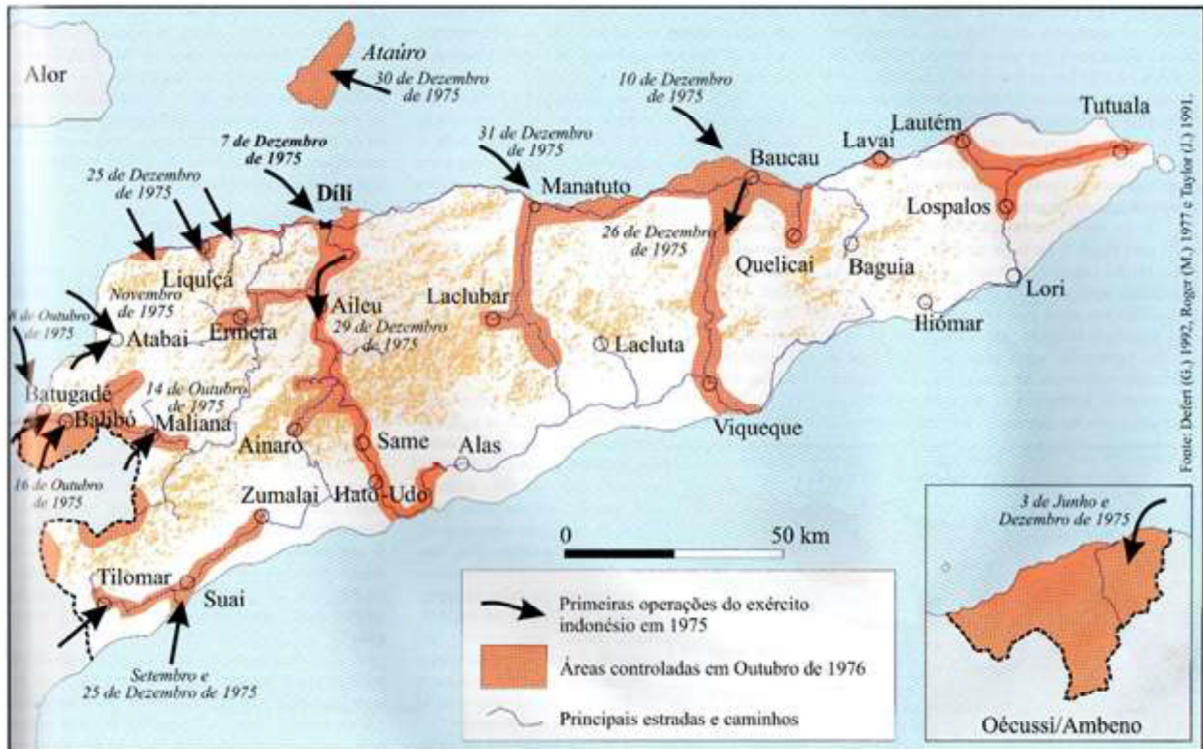 Alor
Ataúro
30 de Dezembro
de 1975
10 de Dezembro
de 1975
Tutuala
Lautém
Lavai
7 de Dezembro
de 1975
31 de Dezembro
de 1975
Baucau
25 de Dezembro
de 1975
Díli
Manatuto
Lospalos
26 de Dezembro
de 1975
Liquíçá
Quelicai
Baguia
Lori
Novembro
de 1975
Aileu
Laclubar
de Outubro
de 1975
Ermera
29 de Dezembro
de 1975
Atabai
Lacluta
Iliómar
Batugadé
14 de Outubro
de 1975
Balibó
Maliana
Viqueque
Ainaro
Same
Alas
16 de Outubro
de 1975
Zumalai
Hato-Udo
Tilomar
Suai
Setembro e
25 de Dezembro de 1975
0 50 km
Primeiras operações do exército
indonésio em 1975
Áreas controladas em Outubro de 1976
Principais estradas e caminhos
3 de Junho e
Dezembro de 1975
Oécussi/Ambeno
Fonte: Defert (G.) 1992, Roger (M.) 1977 e Taylor (J.) 1991.